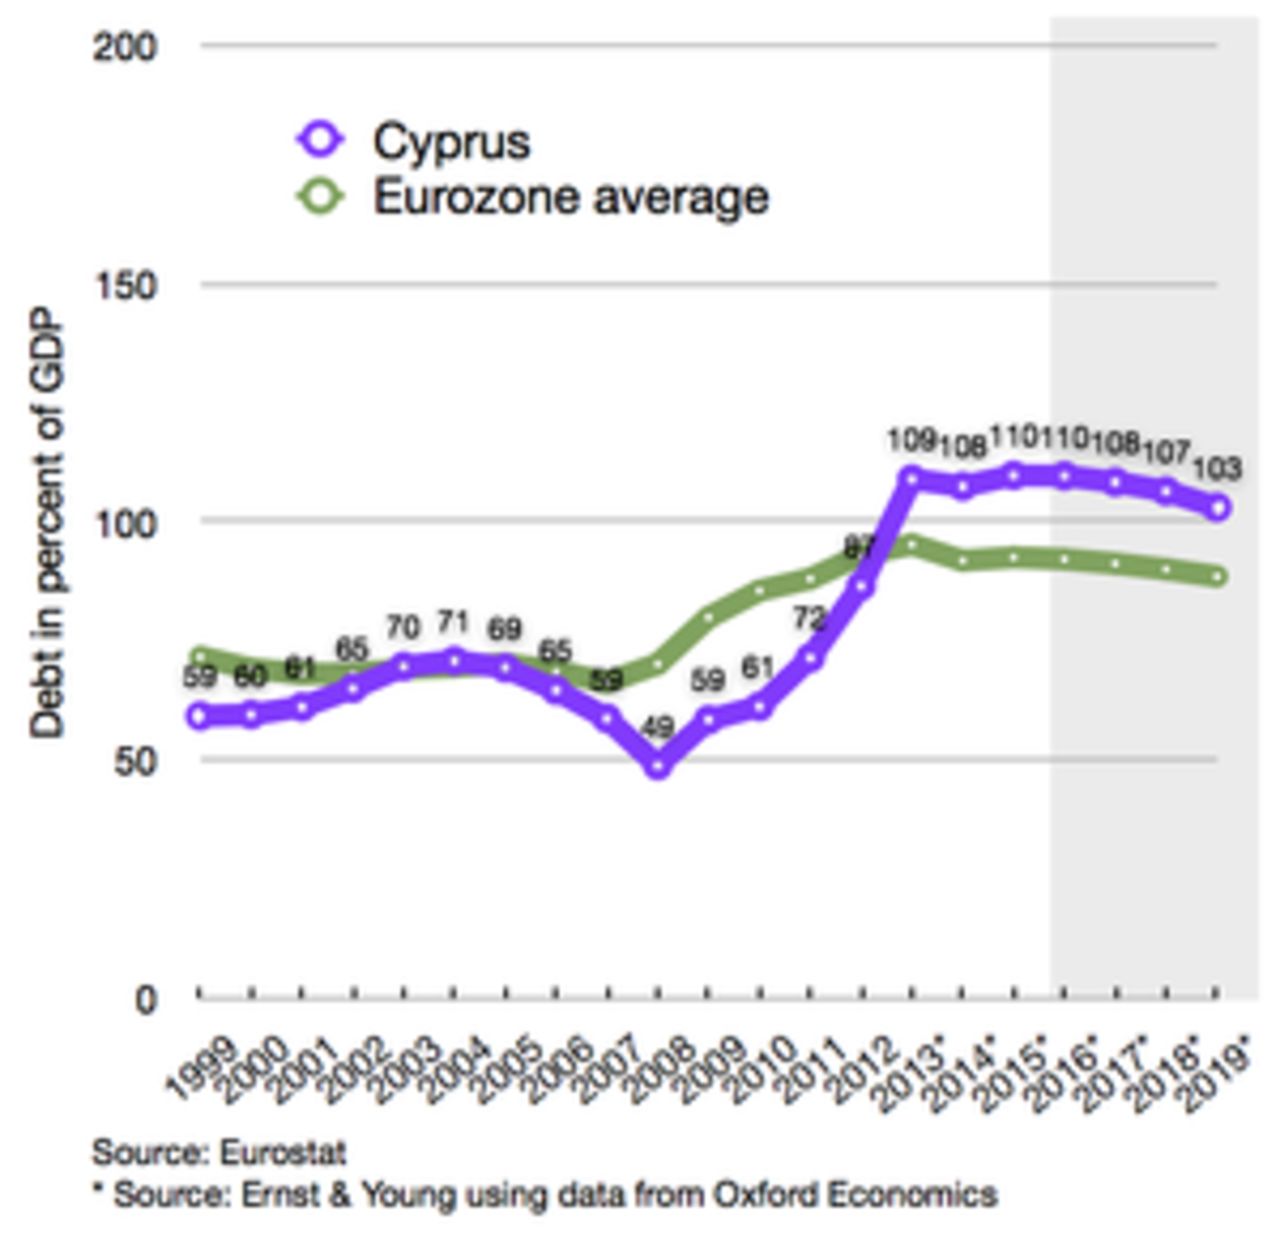 200
Cyprus
Eurozone average
150
Debt in percent of GDP
109 108 110 110 108 107 103
100
87
70 71 69
72
65 65
59 60 61 59 59 61
49
50
0
1999 2000 2001 2002 2003 2004 2005 2006 2007 2008 2009 2010 2011 2012 2013* 2014* 2015* 2016* 2017* 2018* 2019*
Source: Eurostat
* Source: Ernst & Young using data from Oxford Economics